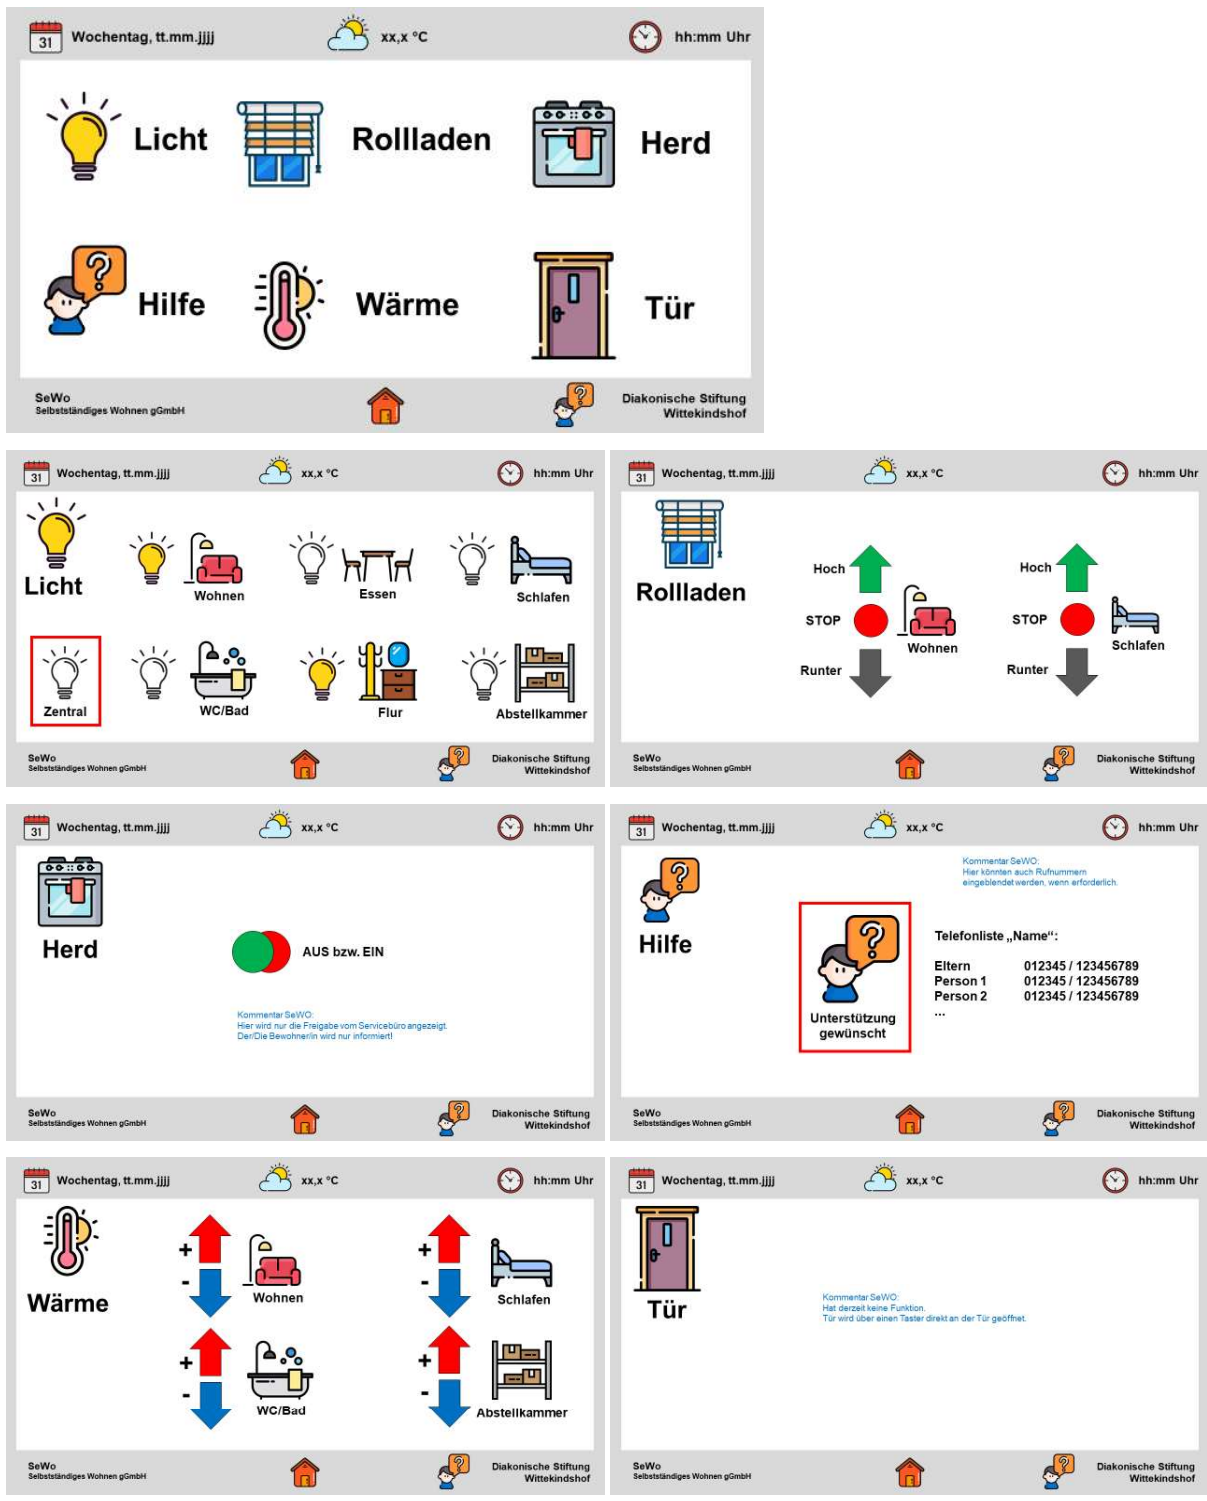 31 Wochentag, tt.mm.jjjj xx,x °C hh:mm Uhr
Licht Rollladen Herd
Hilfe Wärme Tür
SeWo
Selbstständiges Wohnen gGmbH
Diakonische Stiftung
Wittekindshof
31 Wochentag, tt.mm.jjjj xx,x °C hh:mm Uhr
Licht
Wohnen Essen Schlafen
Zentral WC/Bad Flur Abstellkammer
SeWo
Selbstständiges Wohnen gGmbH
Diakonische Stiftung
Wittekindshof
31 Wochentag, tt.mm.jjjj xx,x °C hh:mm Uhr
Rollladen
Hoch Hoch
STOP STOP
Wohnen Schlafen
Runter Runter
SeWo
Selbstständiges Wohnen gGmbH
Diakonische Stiftung
Wittekindshof
31 Wochentag, tt.mm.jjjj xx,x °C hh:mm Uhr
Herd
AUS bzw. EIN
Kommentar SeWO:
Hier wird nur die Freigabe vom Servicebüro angezeigt.
Der/Die Bewohner/in wird nur informiert!
SeWo
Selbstständiges Wohnen gGmbH
Diakonische Stiftung
Wittekindshof
31 Wochentag, tt.mm.jjjj xx,x °C hh:mm Uhr
Hilfe
Kommentar SeWO:
Hier könnten auch Rufnummern
eingeblendet werden, wenn erforderlich.
Unterstützung
gewünscht
Telefonliste „Name“:
Eltern 012345 / 123456789
Person 1 012345 / 123456789
Person 2 012345 / 123456789
...
SeWo
Selbstständiges Wohnen gGmbH
Diakonische Stiftung
Wittekindshof
31 Wochentag, tt.mm.jjjj xx,x °C hh:mm Uhr
Wärme
+ +
- -
Wohnen Schlafen
+ +
- -
WC/Bad Abstellkammer
SeWo
Selbstständiges Wohnen gGmbH
Diakonische Stiftung
Wittekindshof
31 Wochentag, tt.mm.jjjj xx,x °C hh:mm Uhr
Tür
Kommentar SeWO:
Hat derzeit keine Funktion.
Tür wird über einen Taster direkt an der Tür geöffnet.
SeWo
Selbstständiges Wohnen gGmbH
Diakonische Stiftung
Wittekindshof